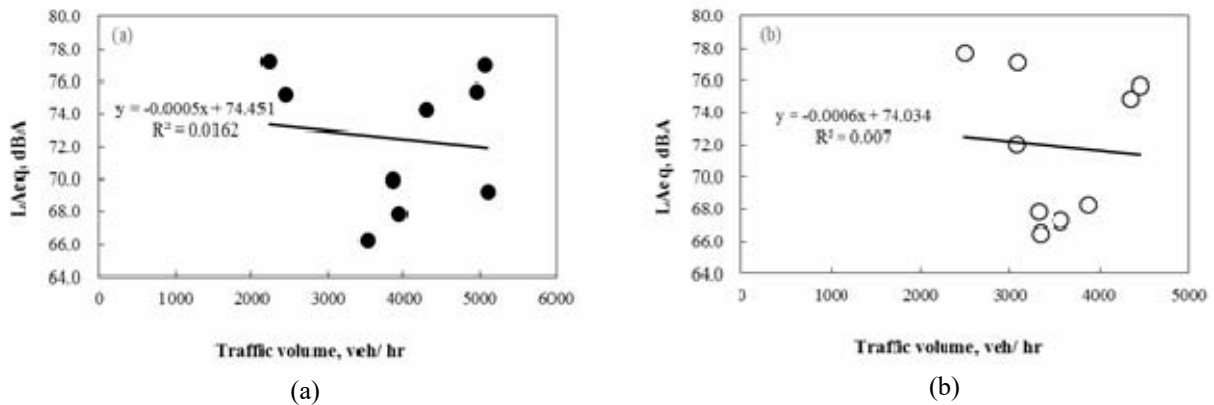 80.0
(a)
78.0
76.0
74.0
72.0
70.0
68.0
66.0
64.0
y = -0.0005x + 74.451
R² = 0.0162
LAeq, dBA
0 1000 2000 3000 4000 5000 6000
Traffic volume, veh/ hr
(a)
80.0
(b)
78.0
76.0
74.0
72.0
70.0
68.0
66.0
64.0
y = -0.0006x + 74.034
R² = 0.007
LAeq, dBA
0 1000 2000 3000 4000 5000
Traffic volume, veh/ hr
(b)